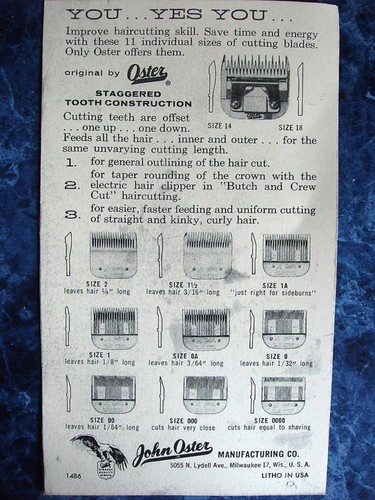 YOU...YES YOU...
Improve haircutting skill. Save time and energy
with these 11 individual sizes of cutting blades.
Only Oster offers them.
original by Oster®
STAGGERED
TOOTH CONSTRUCTION
Cutting teeth are offset
...one up...one down.
SIZE 14 SIZE 18
Feeds all the hair...inner and outer...for the
same unvarying cutting length.
1. for general outlining of the hair cut.
2. for taper rounding of the crown with the
electric hair clipper in "Butch and Crew
Cut" haircutting.
3. for easier, faster feeding and uniform cutting
of straight and kinky, curly hair.
SIZE 2 SIZE 1½ SIZE 1A
leaves hair ¼" long leaves hair 3/16" long "just right for sideburns"
SIZE 1 SIZE 0A SIZE 0
leaves hair 1/8" long leaves hair 3/64" long leaves hair 1/32" long
SIZE 00 SIZE 000 SIZE 0000
leaves hair 1/64" long cuts hair very close cuts hair equal to shaving
John Oster MANUFACTURING CO.
5055 N. Lydell Ave., Milwaukee 17, Wis., U. S. A.
1486 LITHO IN USA